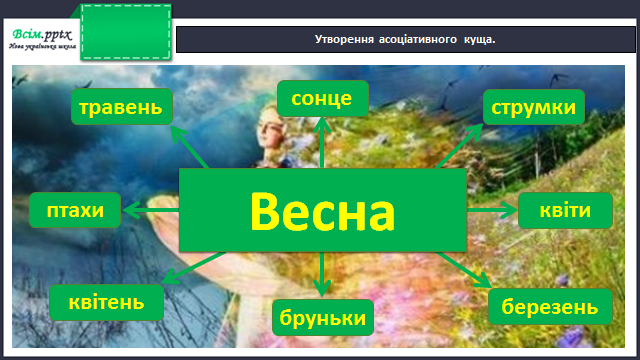 Всім.pptx
Нова українська школа
Утворення асоціативного куща.
травень
сонце
струмки
птахи
Весна
квіти
квітень
бруньки
березень